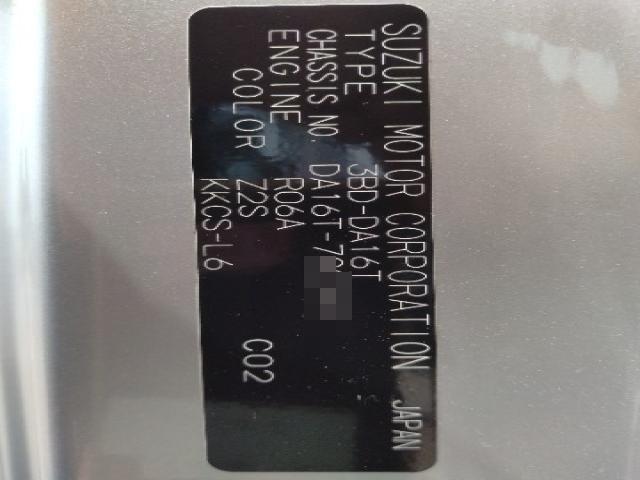 SUZUKI MOTOR CORPORATION JAPAN
TYPE 3BD-DA16T
CHASSIS NO. DA16T-7
ENGINE R06A
COLOR Z2S C02
KKCS-L6